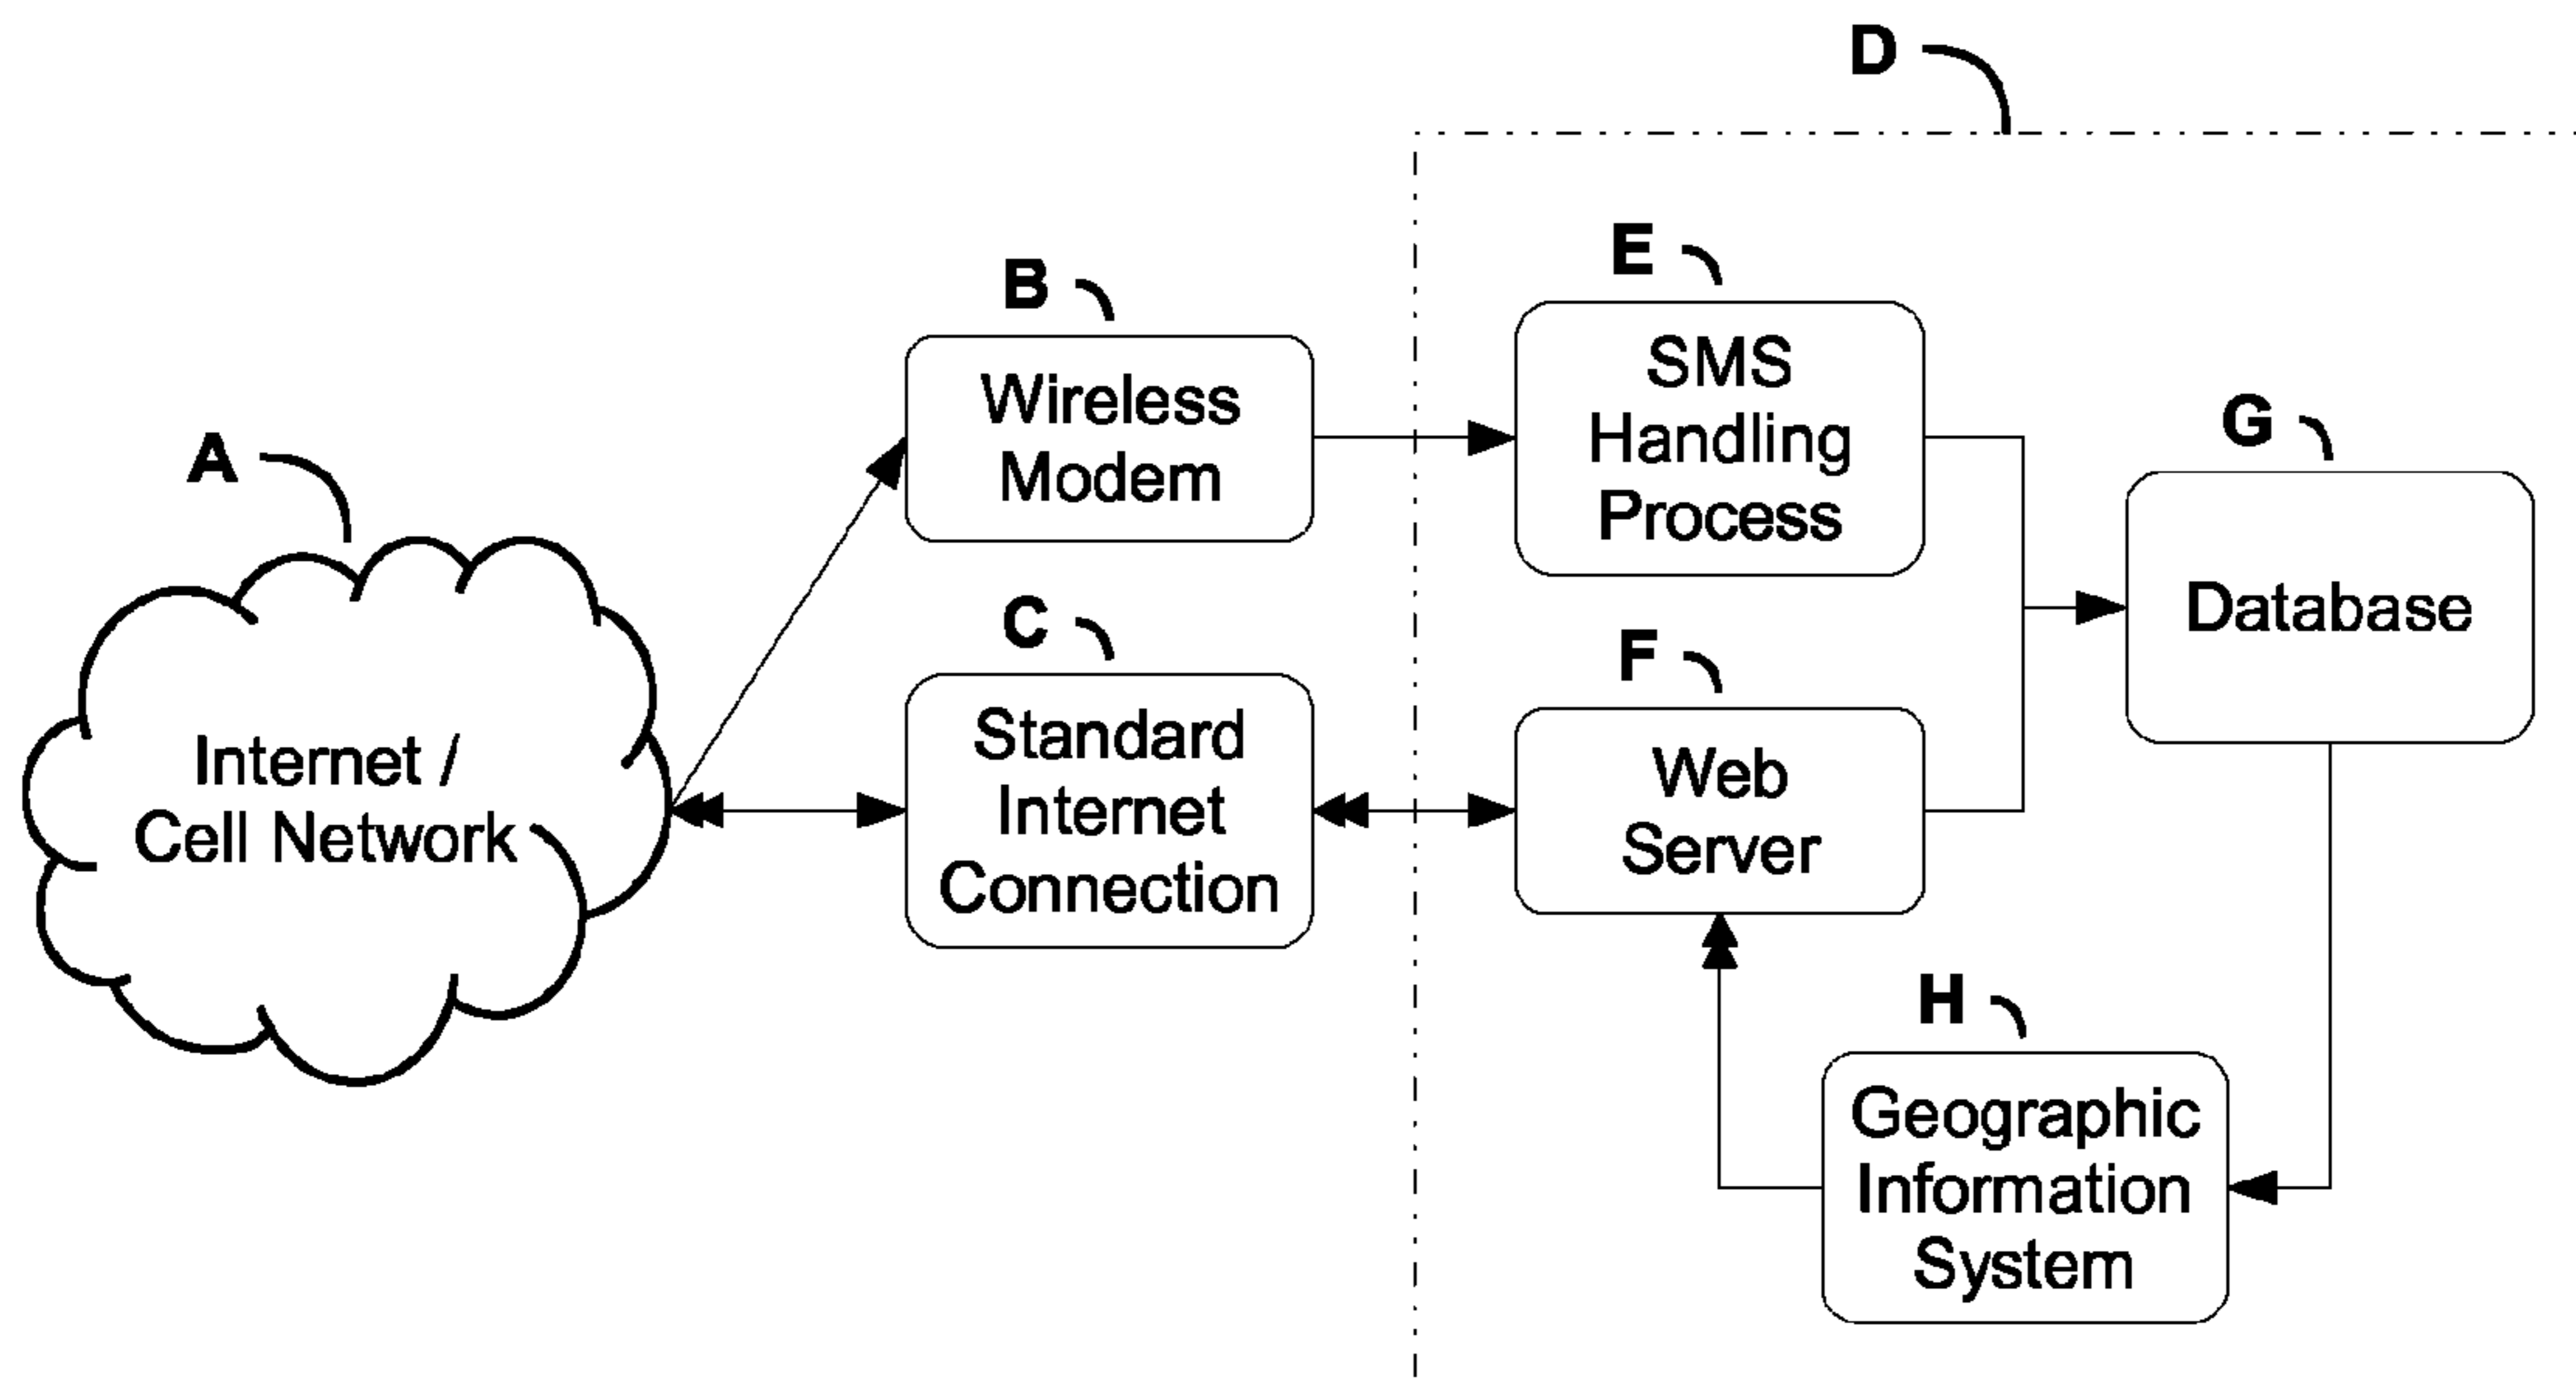 D
E
B
SMS
Handling
Process
Wireless
Modem
G
A
Database
C
F
Standard
Internet
Connection
Web
Server
Internet /
Cell Network
H
Geographic
Information
System